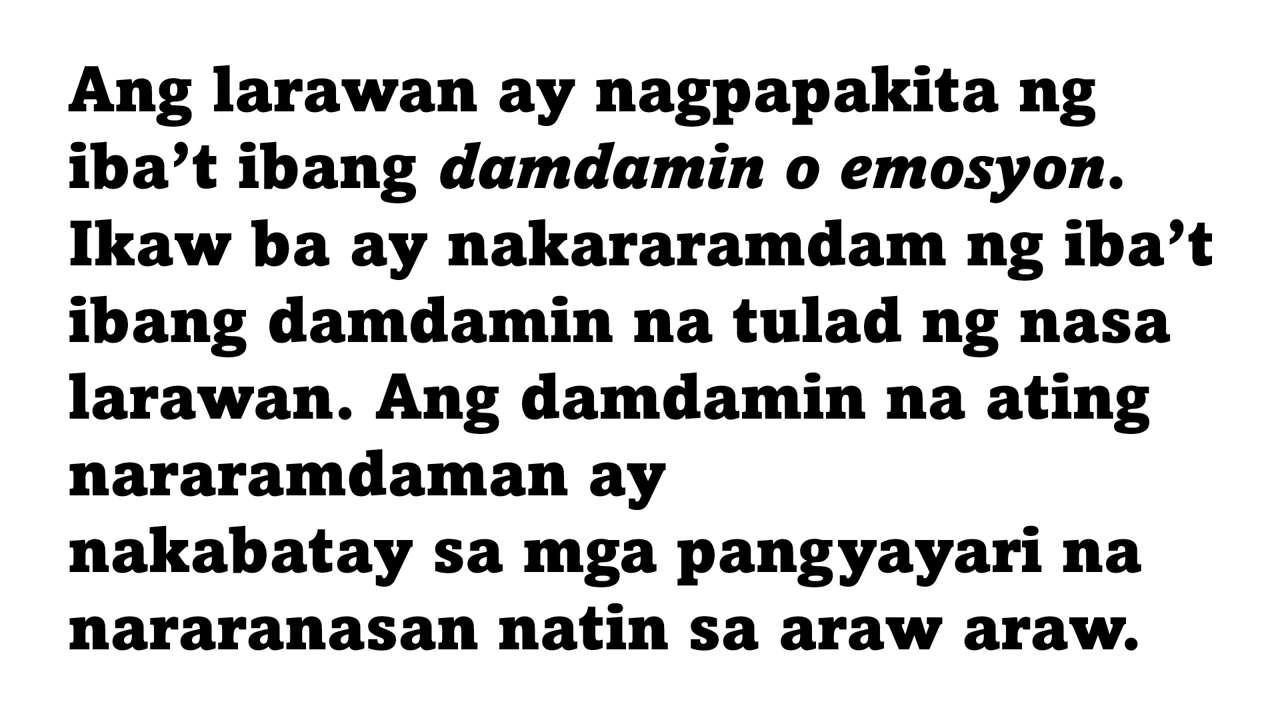 Ang larawan ay nagpapakita ng
iba’t ibang damdamin o emosyon.
Ikaw ba ay nakararamdam ng iba’t
ibang damdamin na tulad ng nasa
larawan. Ang damdamin na ating
nararamdaman ay
nakabatay sa mga pangyayari na
nararanasan natin sa araw araw.